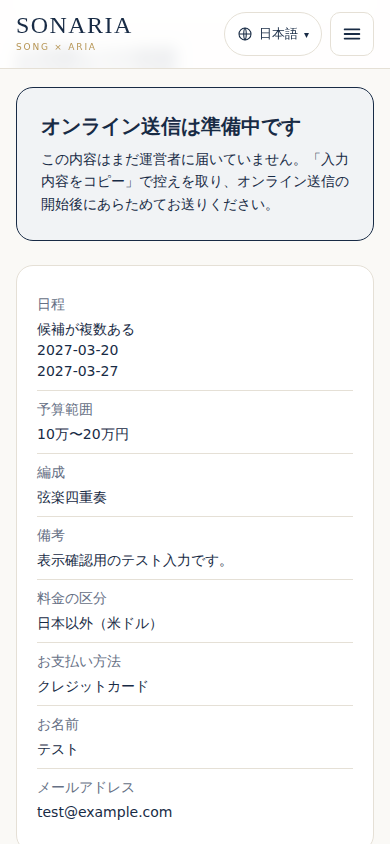 SONARIA
SONG × ARIA
日本語 ▾
オンライン送信は準備中です
この内容はまだ運営者に届いていません。「入力
内容をコピー」で控えを取り、オンライン送信の
開始後にあらためてお送りください。
日程
候補が複数ある
2027-03-20
2027-03-27
予算範囲
10万〜20万円
編成
弦楽四重奏
備考
表示確認用のテスト入力です。
料金の区分
日本以外（米ドル）
お支払い方法
クレジットカード
お名前
テスト
メールアドレス
test@example.com